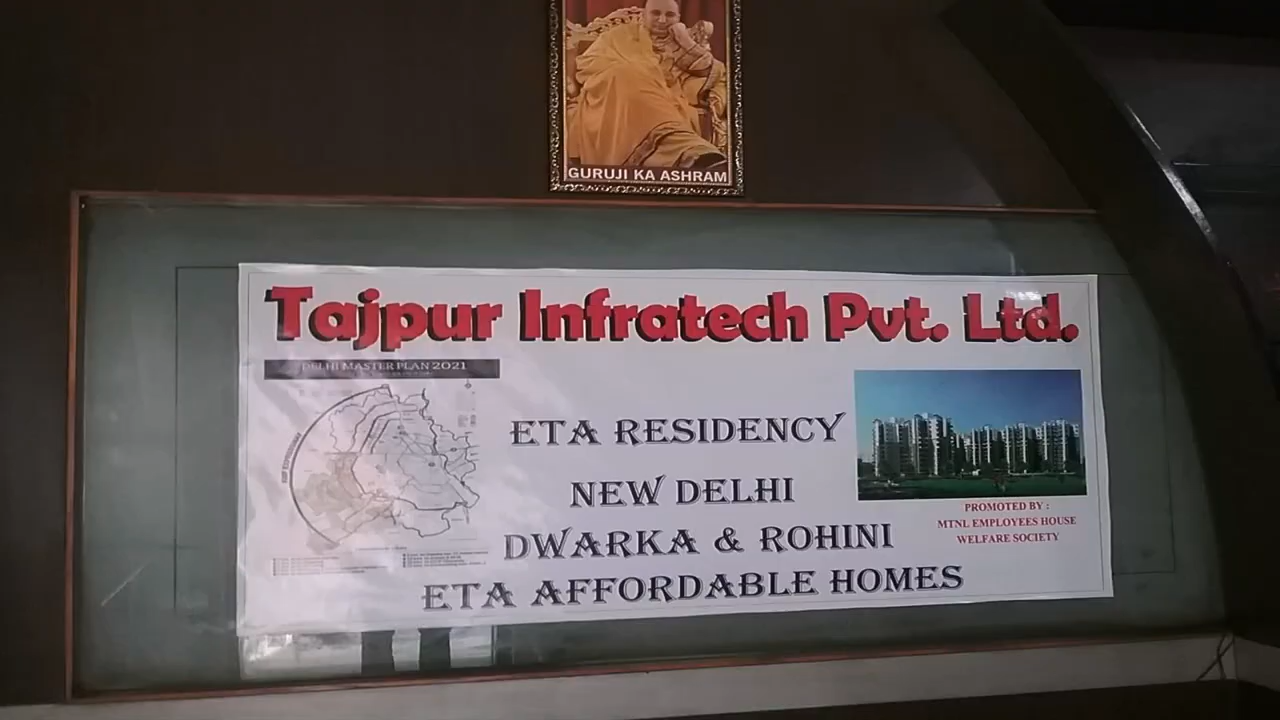 GURUJI KA ASHRAM
Tajpur Infratech Pvt. Ltd.
DELHI MASTER PLAN 2021
ETA RESIDENCY
NEW DELHI
DWARKA & ROHINI
ETA AFFORDABLE HOMES
PROMOTED BY :
MTNL EMPLOYEES HOUSE
WELFARE SOCIETY